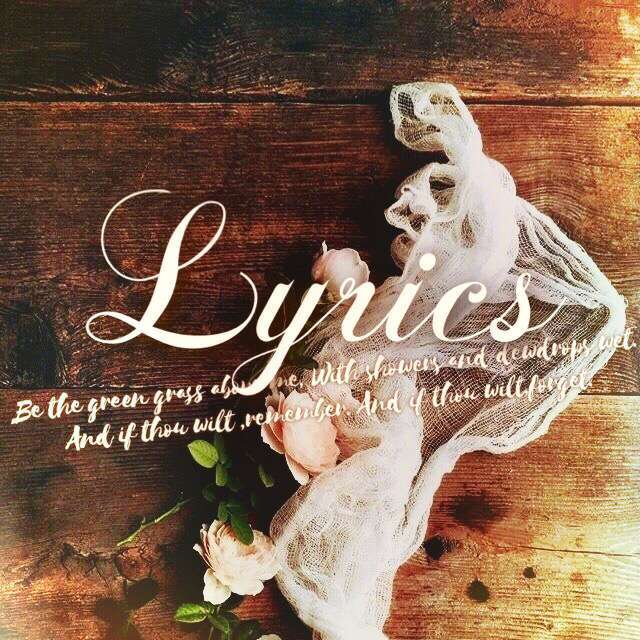 Lyrics
Be the green grass above me, With showers and dewdrops wet,
And if thou wilt ,remember, And if thou wilt,forget.